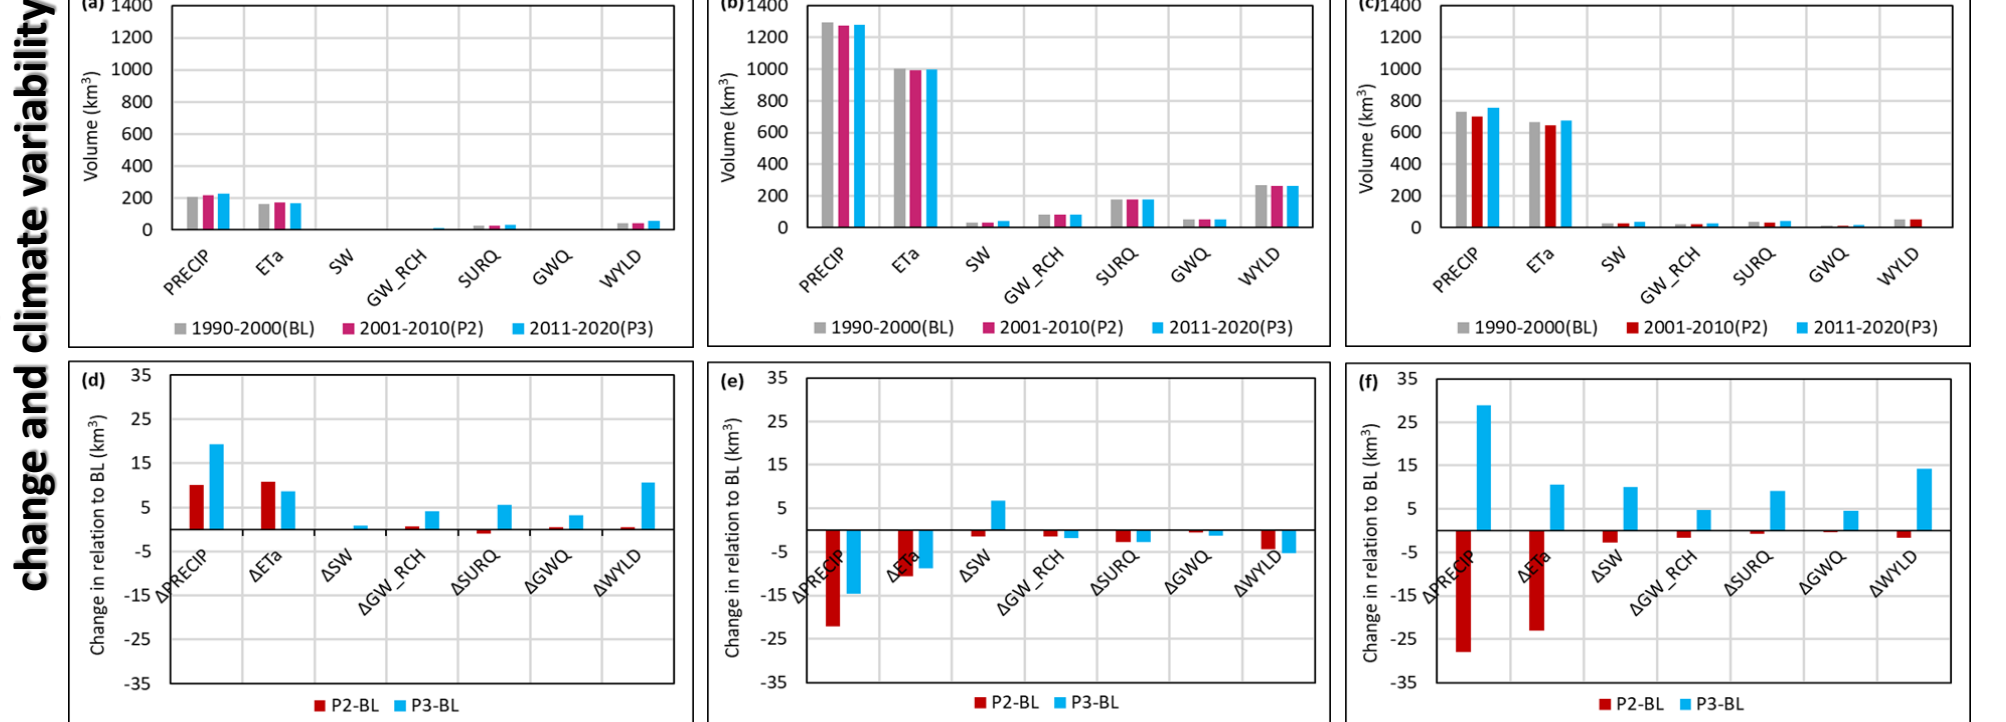 change and climate variability
(a)
1400
1200
1000
800
600
400
200
0
Volume (km³)
PRECIP
ETa
SW
GW_RCH
SURQ
GWQ
WYLD
1990-2000(BL) 2001-2010(P2) 2011-2020(P3)
(b)
1400
1200
1000
800
600
400
200
0
Volume (km³)
PRECIP
ETa
SW
GW_RCH
SURQ
GWQ
WYLD
1990-2000(BL) 2001-2010(P2) 2011-2020(P3)
(c)
1400
1200
1000
800
600
400
200
0
Volume (km³)
PRECIP
ETa
SW
GW_RCH
SURQ
GWQ
WYLD
1990-2000(BL) 2001-2010(P2) 2011-2020(P3)
(d)
35
25
15
5
-5
-15
-25
-35
Change in relation to BL (km³)
ΔPRECIP
ΔETa
ΔSW
ΔGW_RCH
ΔSURQ
ΔGWQ
ΔWYLD
P2-BL P3-BL
(e)
35
25
15
5
-5
-15
-25
-35
Change in relation to BL (km³)
ΔPRECIP
ΔETa
ΔSW
ΔGW_RCH
ΔSURQ
ΔGWQ
ΔWYLD
P2-BL P3-BL
(f)
35
25
15
5
-5
-15
-25
-35
Change in relation to BL (km³)
ΔPRECIP
ΔETa
ΔSW
ΔGW_RCH
ΔSURQ
ΔGWQ
ΔWYLD
P2-BL P3-BL